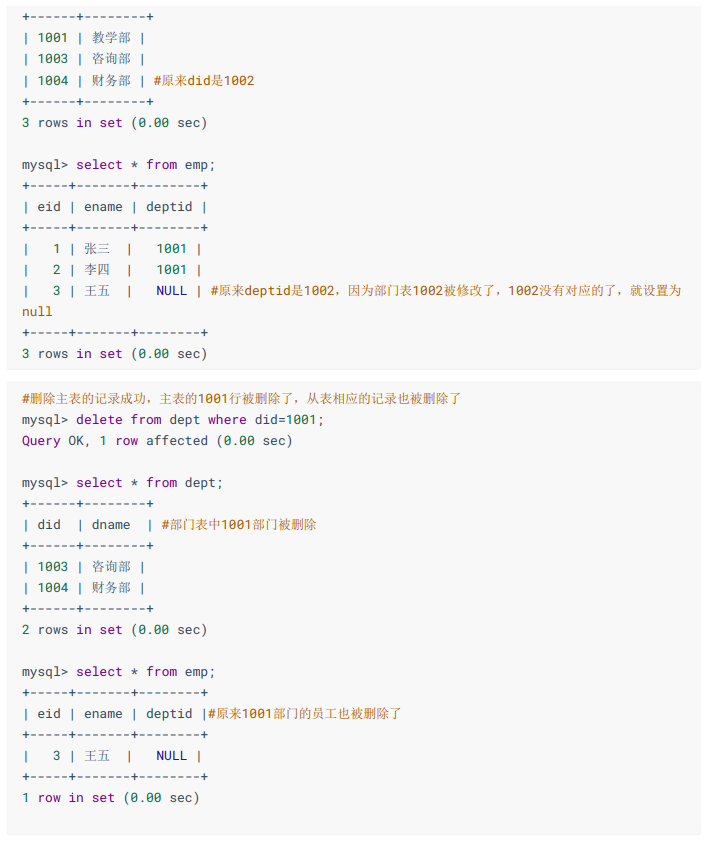 +------+--------+
| 1001 | 教学部 |
| 1003 | 咨询部 |
| 1004 | 财务部 | #原来did是1002
+------+--------+
3 rows in set (0.00 sec)
mysql> select * from emp;
+-----+-------+--------+
| eid | ename | deptid |
+-----+-------+--------+
|   1 | 张三  |   1001 |
|   2 | 李四  |   1001 |
|   3 | 王五  |   NULL | #原来deptid是1002，因为部门表1002被修改了，1002没有对应的了，就设置为
null
+-----+-------+--------+
3 rows in set (0.00 sec)
#删除主表的记录成功，主表的1001行被删除了，从表相应的记录也被删除了
mysql> delete from dept where did=1001;
Query OK, 1 row affected (0.00 sec)
mysql> select * from dept;
+------+--------+
| did  | dname  | #部门表中1001部门被删除
+------+--------+
| 1003 | 咨询部 |
| 1004 | 财务部 |
+------+--------+
2 rows in set (0.00 sec)
mysql> select * from emp;
+-----+-------+--------+
| eid | ename | deptid |#原来1001部门的员工也被删除了
+-----+-------+--------+
|   3 | 王五  |   NULL |
+-----+-------+--------+
1 row in set (0.00 sec)